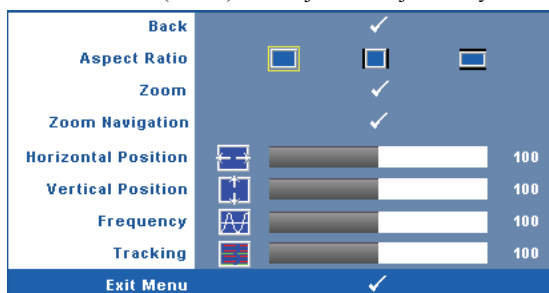 Back
Aspect Ratio
Zoom
Zoom Navigation
Horizontal Position 100
Vertical Position 100
Frequency 100
Tracking 100
Exit Menu